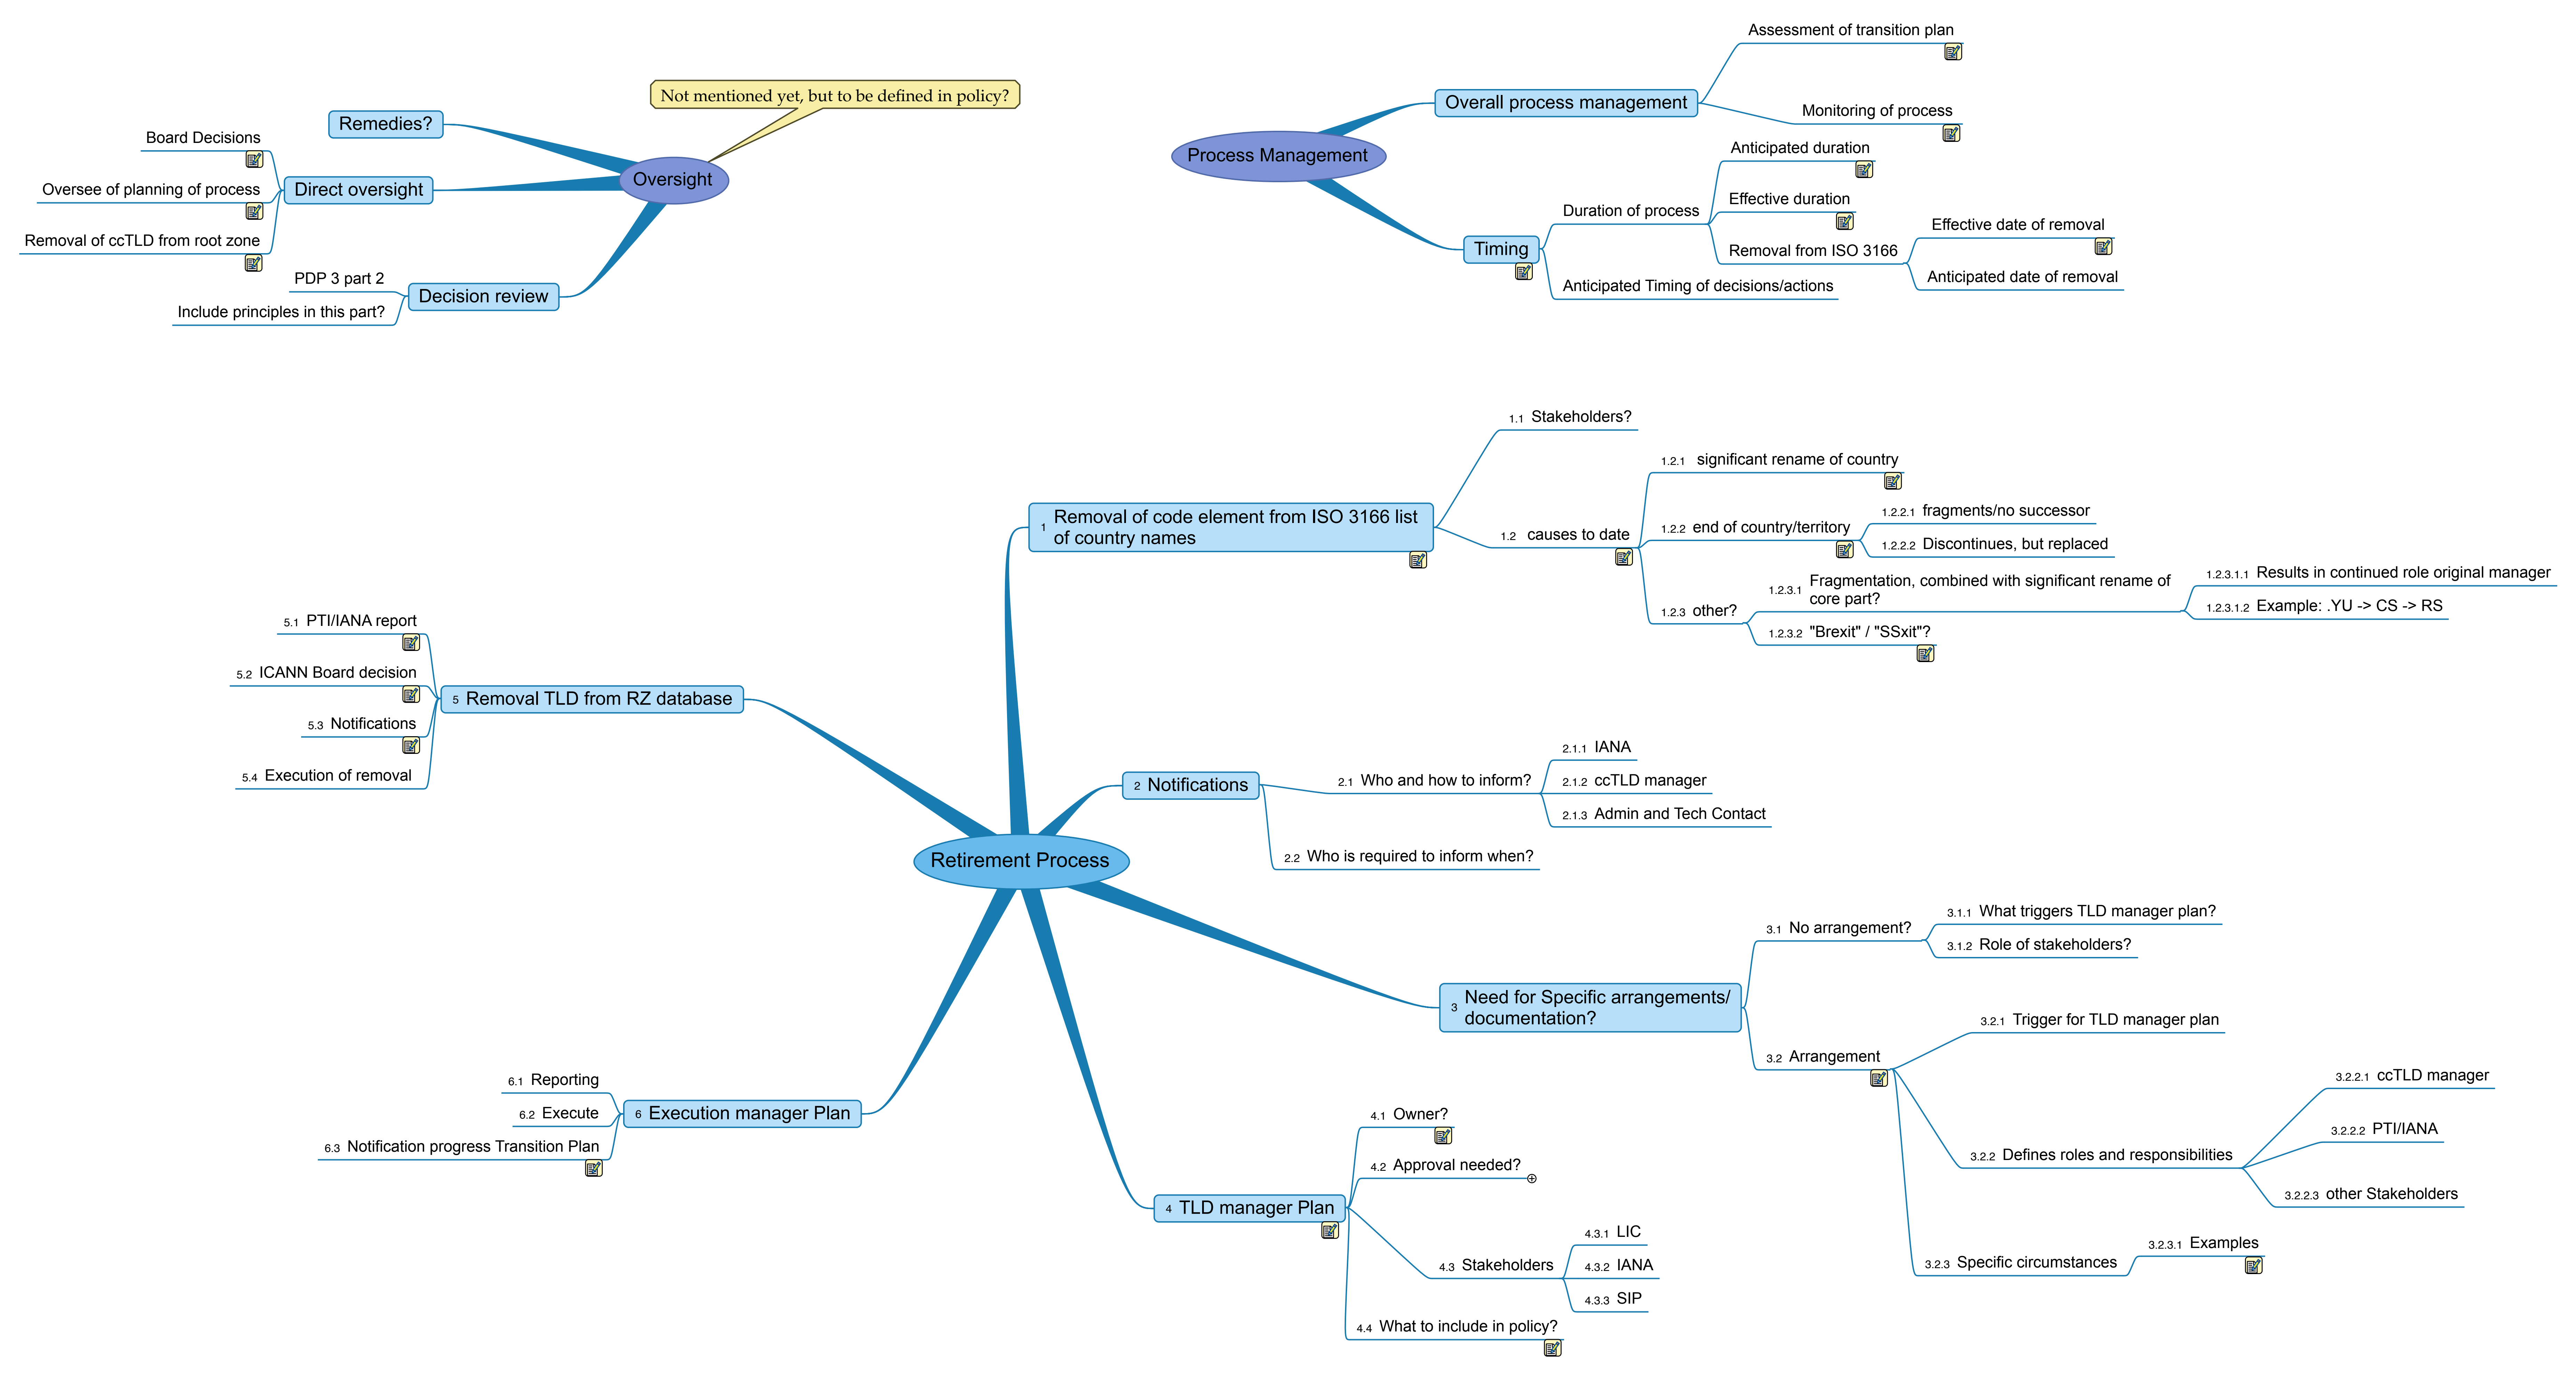 Not mentioned yet, but to be defined in policy?
Oversight
Remedies?
Direct oversight
Board Decisions
Oversee of planning of process
Removal of ccTLD from root zone
Decision review
PDP 3 part 2
Include principles in this part?
Process Management
Overall process management
Assessment of transition plan
Monitoring of process
Timing
Duration of process
Anticipated duration
Effective duration
Removal from ISO 3166
Effective date of removal
Anticipated date of removal
Anticipated Timing of decisions/actions
Retirement Process
1 Removal of code element from ISO 3166 list
of country names
1.1 Stakeholders?
1.2 causes to date
1.2.1 significant rename of country
1.2.2 end of country/territory
1.2.2.1 fragments/no successor
1.2.2.2 Discontinues, but replaced
1.2.3 other?
1.2.3.1 Fragmentation, combined with significant rename of
core part?
1.2.3.1.1 Results in continued role original manager
1.2.3.1.2 Example: .YU -> CS -> RS
1.2.3.2 "Brexit" / "SSxit"?
2 Notifications
2.1 Who and how to inform?
2.1.1 IANA
2.1.2 ccTLD manager
2.1.3 Admin and Tech Contact
2.2 Who is required to inform when?
3 Need for Specific arrangements/
documentation?
3.1 No arrangement?
3.1.1 What triggers TLD manager plan?
3.1.2 Role of stakeholders?
3.2 Arrangement
3.2.1 Trigger for TLD manager plan
3.2.2 Defines roles and responsibilities
3.2.2.1 ccTLD manager
3.2.2.2 PTI/IANA
3.2.2.3 other Stakeholders
3.2.3 Specific circumstances
3.2.3.1 Examples
4 TLD manager Plan
4.1 Owner?
4.2 Approval needed?
4.3 Stakeholders
4.3.1 LIC
4.3.2 IANA
4.3.3 SIP
4.4 What to include in policy?
5 Removal TLD from RZ database
5.1 PTI/IANA report
5.2 ICANN Board decision
5.3 Notifications
5.4 Execution of removal
6 Execution manager Plan
6.1 Reporting
6.2 Execute
6.3 Notification progress Transition Plan